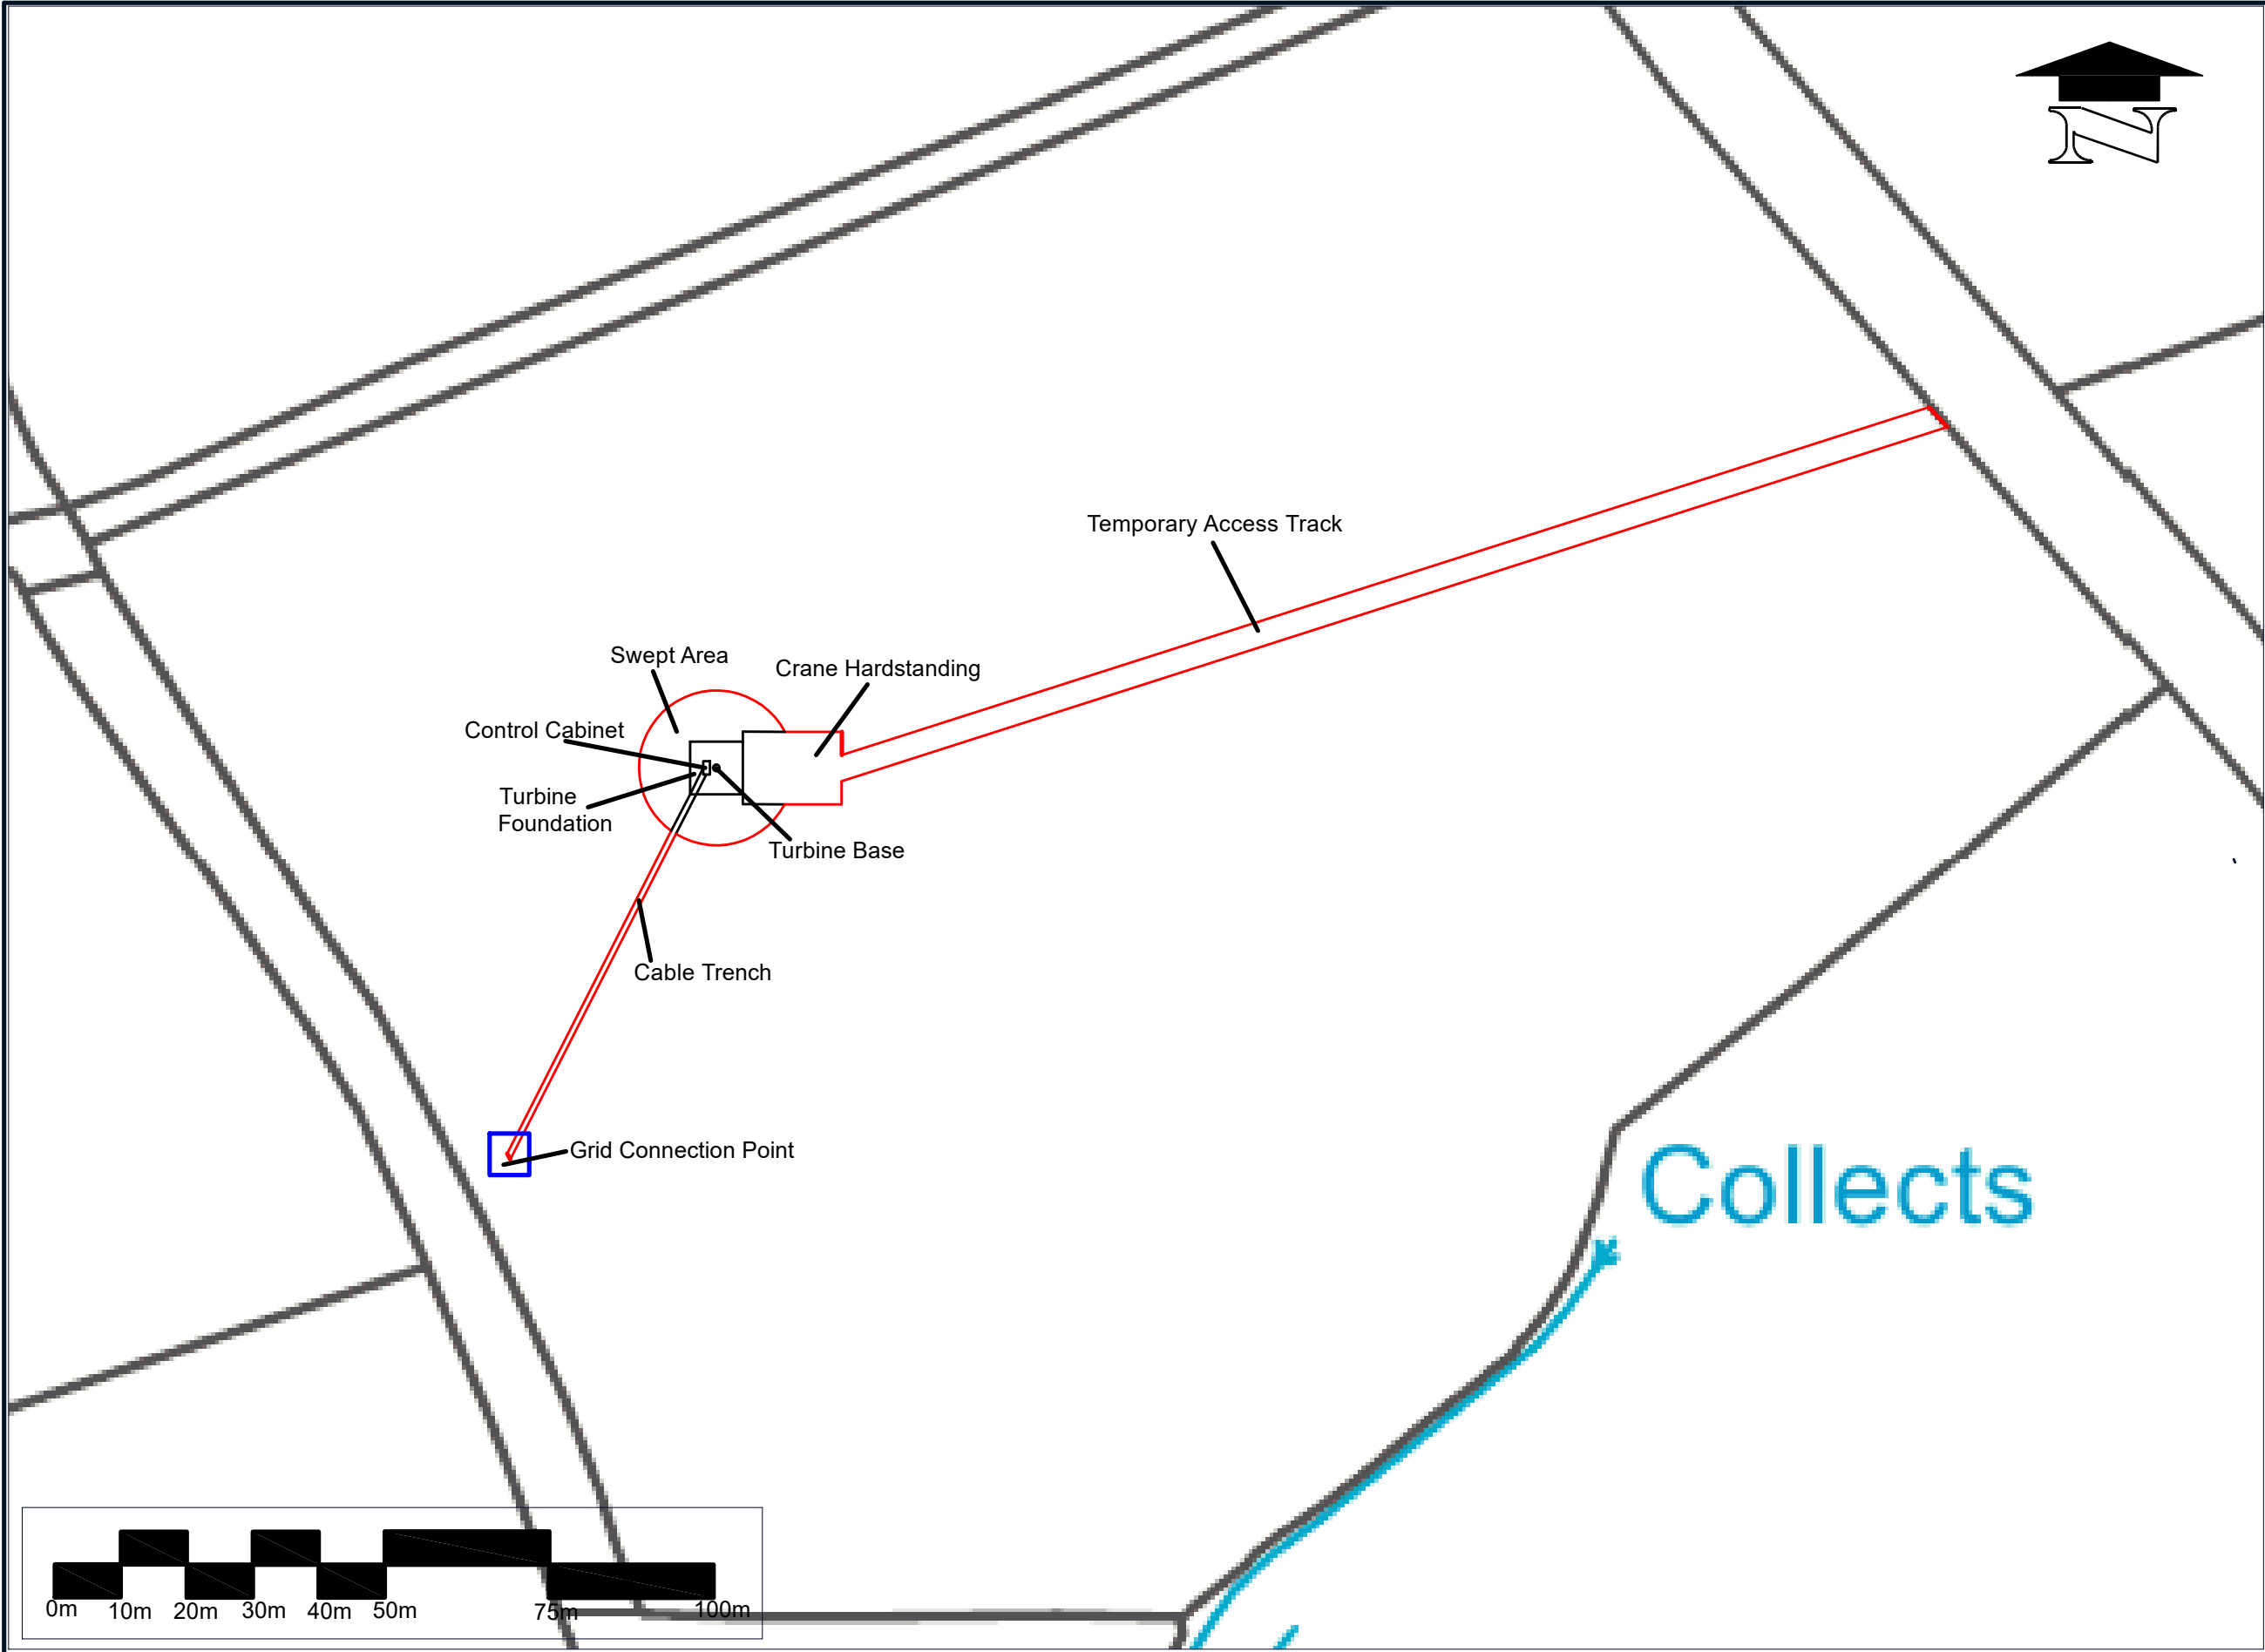 N
Temporary Access Track
Swept Area
Crane Hardstanding
Control Cabinet
Turbine
Foundation
Turbine Base
Cable Trench
Grid Connection Point
Collects
0m 10m 20m 30m 40m 50m 75m 100m